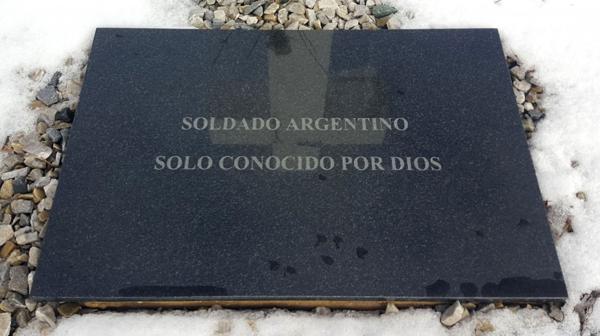 SOLDADO ARGENTINO
SOLO CONOCIDO POR DIOS